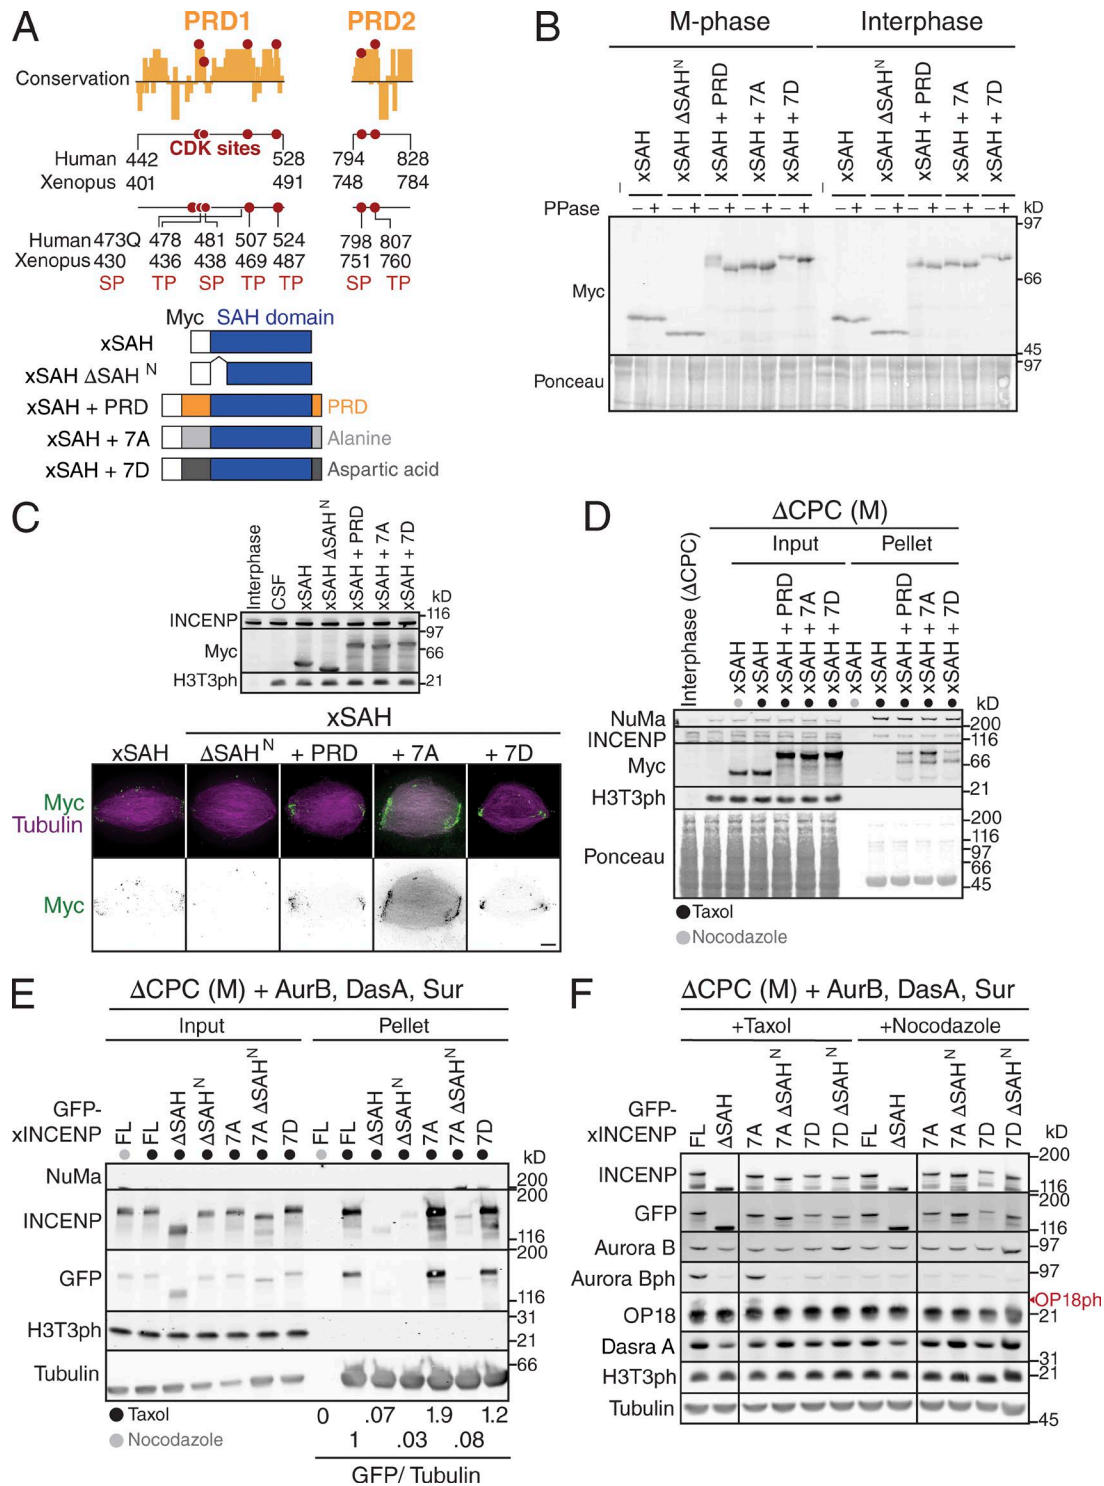 A
PRD1 PRD2
Conservation
CDK sites
Human 442 528 794 828
Xenopus 401 491 748 784
Human 473Q 478 481 507 524 798 807
Xenopus 430 436 438 469 487 751 760
SP TP SP TP TP SP TP
Myc SAH domain
xSAH
xSAH ΔSAH N
xSAH + PRD PRD
xSAH + 7A Alanine
xSAH + 7D Aspartic acid
B
M-phase Interphase
– xSAH xSAH ΔSAH N xSAH + PRD xSAH + 7A xSAH + 7D – xSAH xSAH ΔSAH N xSAH + PRD xSAH + 7A xSAH + 7D
PPase – + – + – + – + – + – + – + – + – + – + kD
97
Myc 66
45
97
Ponceau
C
Interphase CSF xSAH xSAH ΔSAH N xSAH + PRD xSAH + 7A xSAH + 7D kD
INCENP 116
97
Myc 66
H3T3ph 21
xSAH
xSAH ΔSAH N + PRD + 7A + 7D
Myc
Tubulin
Myc
D
ΔCPC (M)
Input Pellet
Interphase (ΔCPC) xSAH xSAH xSAH + PRD xSAH + 7A xSAH + 7D xSAH xSAH xSAH + PRD xSAH + 7A xSAH + 7D
kD
NuMa 200
INCENP 116
Myc 66
H3T3ph 21
200
116
Ponceau 97
66
45
Taxol
Nocodazole
E
ΔCPC (M) + AurB, DasA, Sur
Input Pellet
GFP-
xINCENP FL FL ΔSAH ΔSAH N 7A 7A ΔSAH N 7D FL FL ΔSAH ΔSAH N 7A 7A ΔSAH N 7D
kD
NuMa 200
200
INCENP
116
200
GFP
116
31
H3T3ph 21
Tubulin 66
Taxol 0 .07 1.9 1.2
Nocodazole 1 .03 .08
GFP/ Tubulin
F
ΔCPC (M) + AurB, DasA, Sur
+Taxol +Nocodazole
GFP-
xINCENP FL ΔSAH 7A 7A ΔSAH N 7D 7D ΔSAH N FL ΔSAH 7A 7A ΔSAH N 7D 7D ΔSAH N
kD
200
INCENP
116
200
GFP
116
Aurora B 97
Aurora Bph 97
OP18ph
OP18 21
Dasra A
31
H3T3ph 21
Tubulin
45